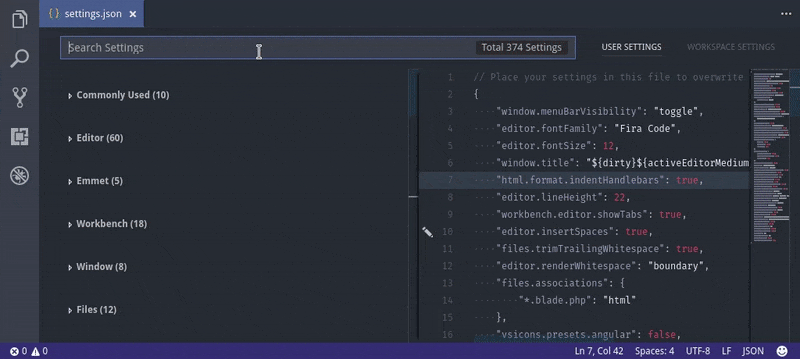 {} settings.json ×
Search Settings
Total 374 Settings
USER SETTINGS
WORKSPACE SETTINGS
Commonly Used (10)
Editor (60)
Emmet (5)
Workbench (18)
Window (8)
Files (12)
1 // Place your settings in this file to overwrite
2 {
3 "window.menuBarVisibility": "toggle",
4 "editor.fontFamily": "Fira Code",
5 "editor.fontSize": 12,
6 "window.title": "${dirty}${activeEditorMedium
7 "html.format.indentHandlebars": true,
8 "editor.lineHeight": 22,
9 "workbench.editor.showTabs": true,
10 "editor.insertSpaces": true,
11 "files.trimTrailingWhitespace": true,
12 "editor.renderWhitespace": "boundary",
13 "files.associations": {
14 "*.blade.php": "html"
15 },
16 "vsicons.presets.angular": false,
0 0
Ln 7, Col 42
Spaces: 4
UTF-8
LF
JSON